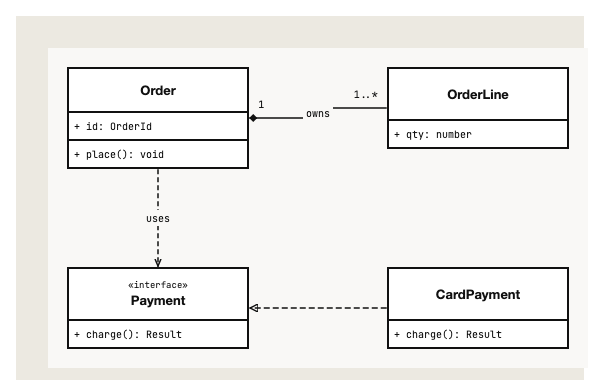 Order
+ id: OrderId
+ place(): void
1
owns
1..*
OrderLine
+ qty: number
uses
«interface»
Payment
+ charge(): Result
CardPayment
+ charge(): Result